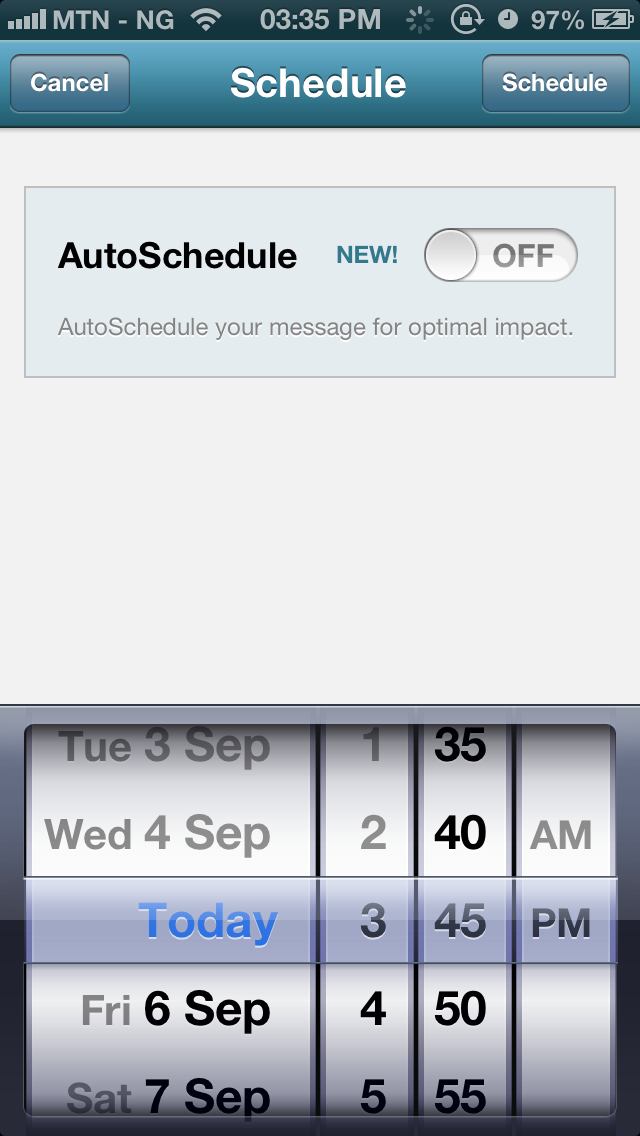 MTN - NG 03:35 PM 97%
Cancel Schedule Schedule
AutoSchedule NEW! OFF
AutoSchedule your message for optimal impact.
Tue 3 Sep 1 35
Wed 4 Sep 2 40 AM
Today 3 45 PM
Fri 6 Sep 4 50
Sat 7 Sep 5 55